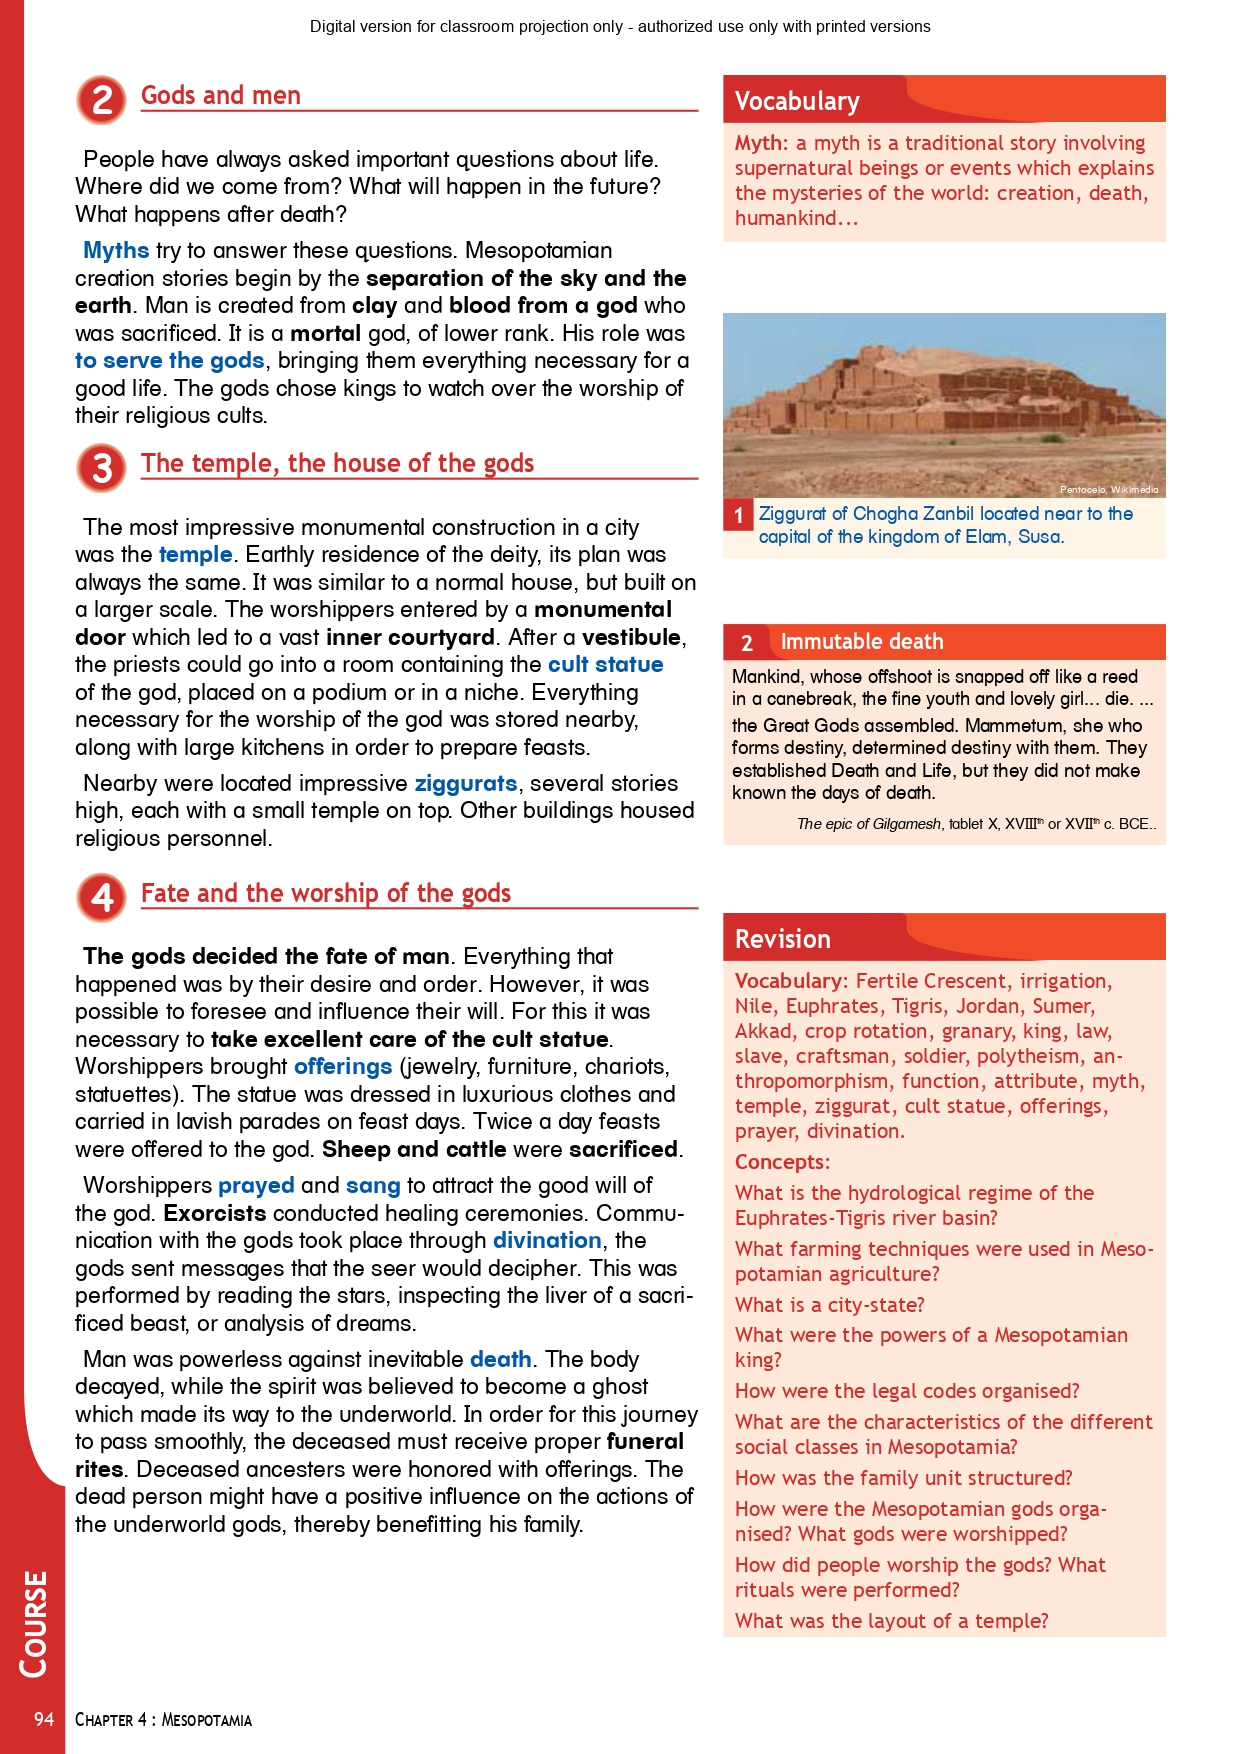 Digital version for classroom projection only - authorized use only with printed versions
2 Gods and men
People have always asked important questions about life.
Where did we come from? What will happen in the future?
What happens after death?
Myths try to answer these questions. Mesopotamian
creation stories begin by the separation of the sky and the
earth. Man is created from clay and blood from a god who
was sacrificed. It is a mortal god, of lower rank. His role was
to serve the gods, bringing them everything necessary for a
good life. The gods chose kings to watch over the worship of
their religious cults.
3 The temple, the house of the gods
The most impressive monumental construction in a city
was the temple. Earthly residence of the deity, its plan was
always the same. It was similar to a normal house, but built on
a larger scale. The worshippers entered by a monumental
door which led to a vast inner courtyard. After a vestibule,
the priests could go into a room containing the cult statue
of the god, placed on a podium or in a niche. Everything
necessary for the worship of the god was stored nearby,
along with large kitchens in order to prepare feasts.
Nearby were located impressive ziggurats, several stories
high, each with a small temple on top. Other buildings housed
religious personnel.
4 Fate and the worship of the gods
The gods decided the fate of man. Everything that
happened was by their desire and order. However, it was
possible to foresee and influence their will. For this it was
necessary to take excellent care of the cult statue.
Worshippers brought offerings (jewelry, furniture, chariots,
statuettes). The statue was dressed in luxurious clothes and
carried in lavish parades on feast days. Twice a day feasts
were offered to the god. Sheep and cattle were sacrificed.
Worshippers prayed and sang to attract the good will of
the god. Exorcists conducted healing ceremonies. Commu-
nication with the gods took place through divination, the
gods sent messages that the seer would decipher. This was
performed by reading the stars, inspecting the liver of a sacri-
ficed beast, or analysis of dreams.
Man was powerless against inevitable death. The body
decayed, while the spirit was believed to become a ghost
which made its way to the underworld. In order for this journey
to pass smoothly, the deceased must receive proper funeral
rites. Deceased ancesters were honored with offerings. The
dead person might have a positive influence on the actions of
the underworld gods, thereby benefitting his family.
Vocabulary
Myth: a myth is a traditional story involving
supernatural beings or events which explains
the mysteries of the world: creation, death,
humankind...
Pentocelo, Wikimedia
1 Ziggurat of Chogha Zanbil located near to the
capital of the kingdom of Elam, Susa.
2 Immutable death
Mankind, whose offshoot is snapped off like a reed
in a canebreak, the fine youth and lovely girl... die. ...
the Great Gods assembled. Mammetum, she who
forms destiny, determined destiny with them. They
established Death and Life, but they did not make
known the days of death.
The epic of Gilgamesh, tablet X, XVIIIth or XVIIth c. BCE..
Revision
Vocabulary: Fertile Crescent, irrigation,
Nile, Euphrates, Tigris, Jordan, Sumer,
Akkad, crop rotation, granary, king, law,
slave, craftsman, soldier, polytheism, an-
thropomorphism, function, attribute, myth,
temple, ziggurat, cult statue, offerings,
prayer, divination.
Concepts:
What is the hydrological regime of the
Euphrates-Tigris river basin?
What farming techniques were used in Meso-
potamian agriculture?
What is a city-state?
What were the powers of a Mesopotamian
king?
How were the legal codes organised?
What are the characteristics of the different
social classes in Mesopotamia?
How was the family unit structured?
How were the Mesopotamian gods orga-
nised? What gods were worshipped?
How did people worship the gods? What
rituals were performed?
What was the layout of a temple?
COURSE
94 CHAPTER 4 : MESOPOTAMIA